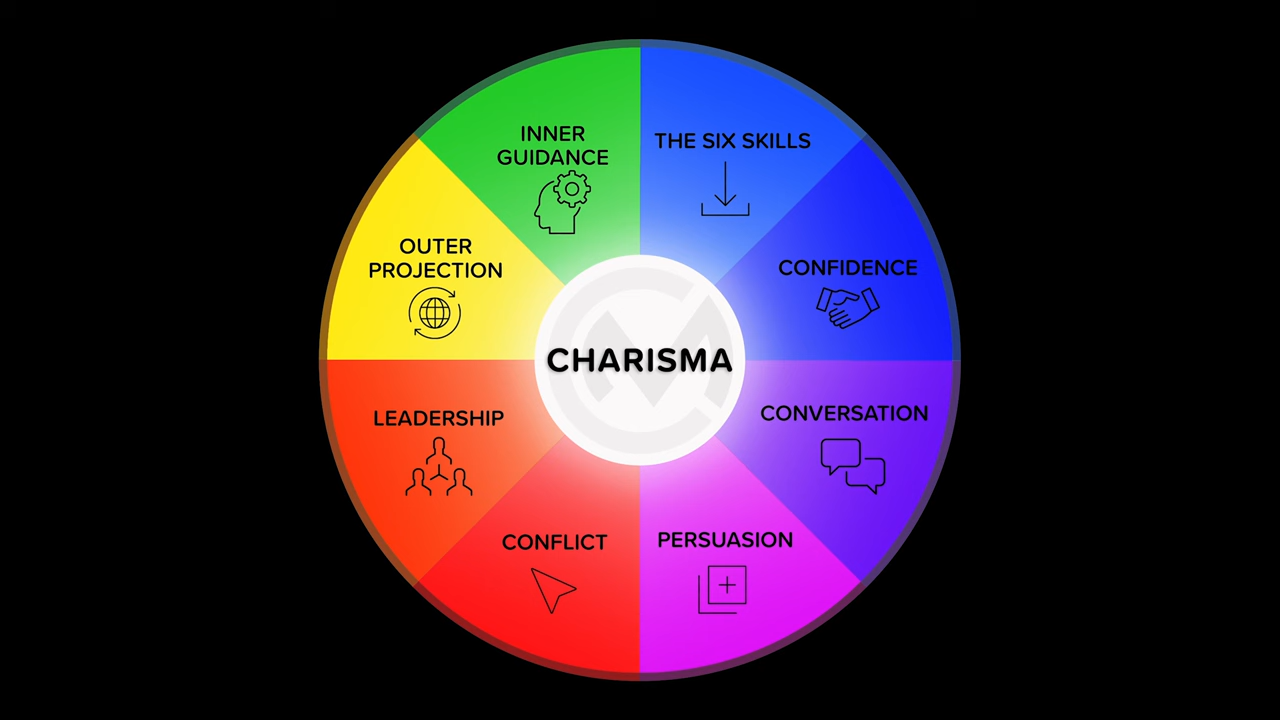 INNER
GUIDANCE
THE SIX SKILLS
OUTER
PROJECTION
CONFIDENCE
CHARISMA
LEADERSHIP
CONVERSATION
CONFLICT
PERSUASION